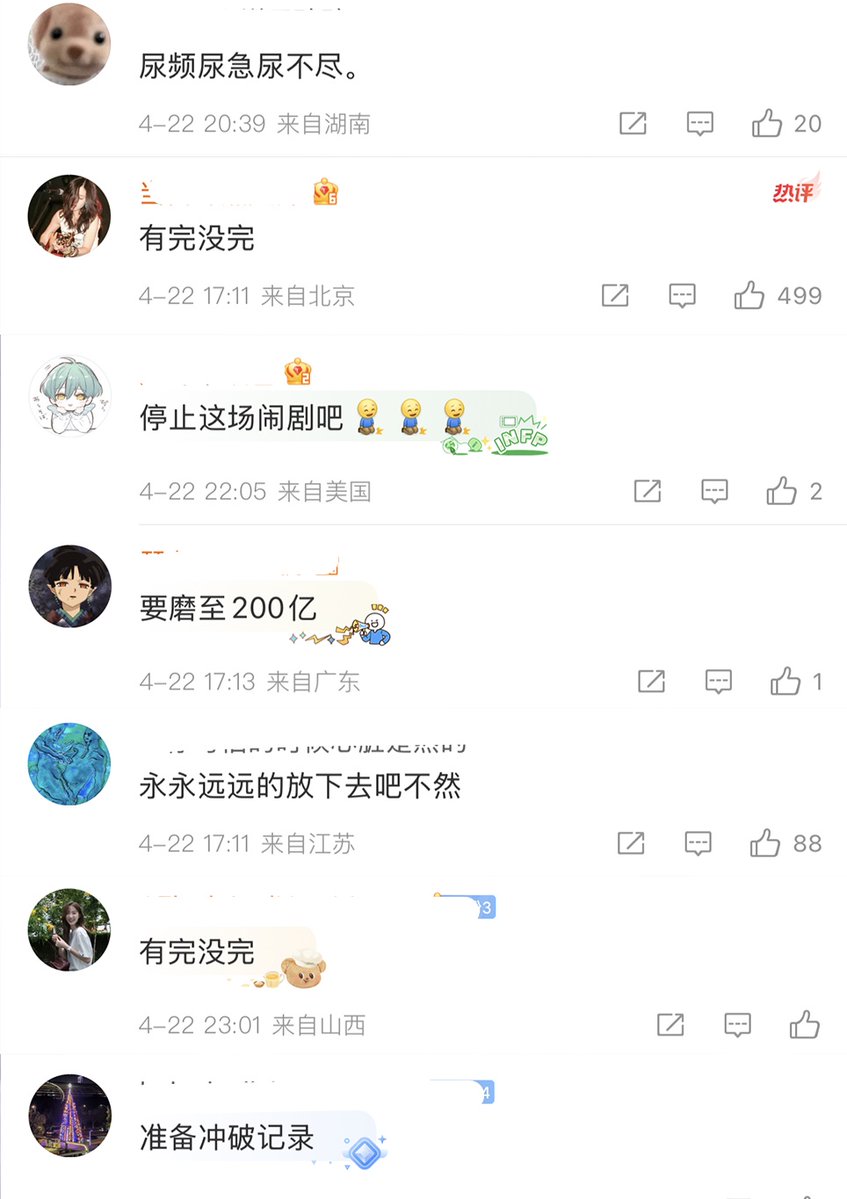 尿频尿急尿不尽。
4-22 20:39 来自湖南
20
热评
6
有完没完
4-22 17:11 来自北京
499
2
停止这场闹剧吧
INFP
4-22 22:05 来自美国
2
要磨至200亿
4-22 17:13 来自广东
1
永永远远的放下去吧不然
4-22 17:11 来自江苏
88
3
有完没完
4-22 23:01 来自山西
4
准备冲破记录